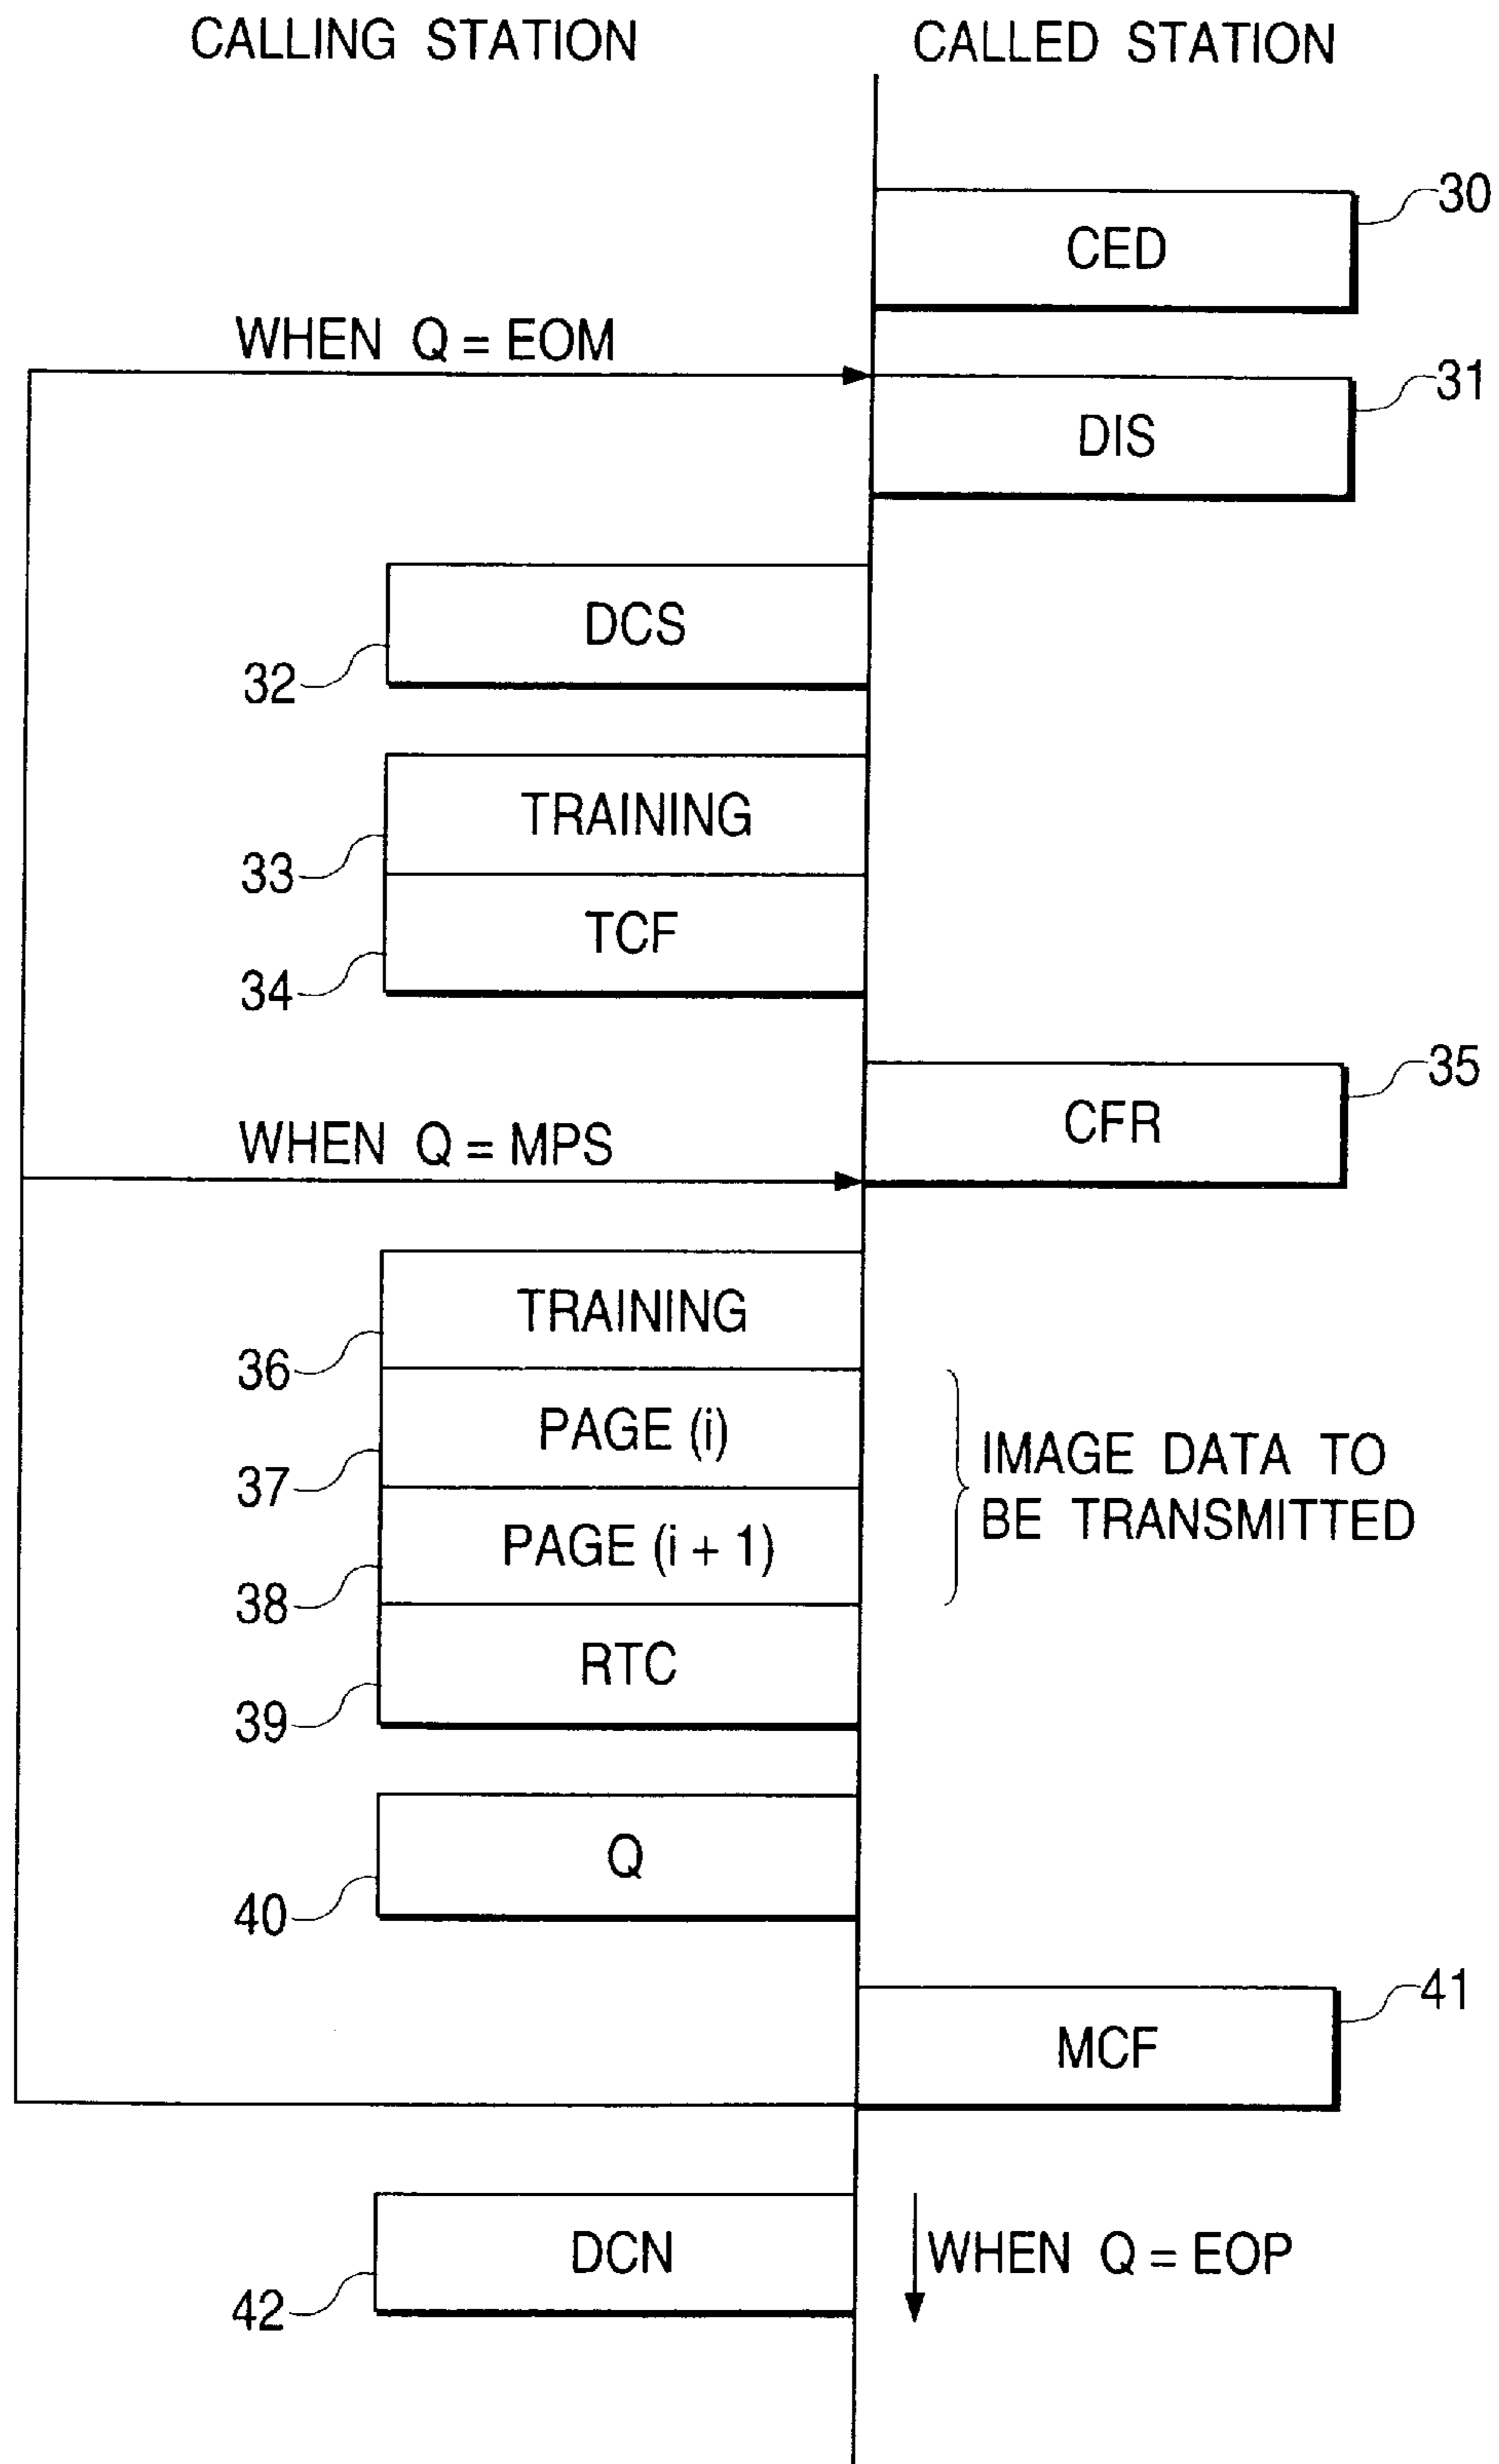 CALLING STATION
CALLED STATION
30
CED
WHEN Q = EOM
31
DIS
DCS
32
TRAINING
33
TCF
34
35
CFR
WHEN Q = MPS
TRAINING
36
PAGE (i)
37
IMAGE DATA TO
BE TRANSMITTED
PAGE (i + 1)
38
RTC
39
Q
40
41
MCF
DCN
WHEN Q = EOP
42